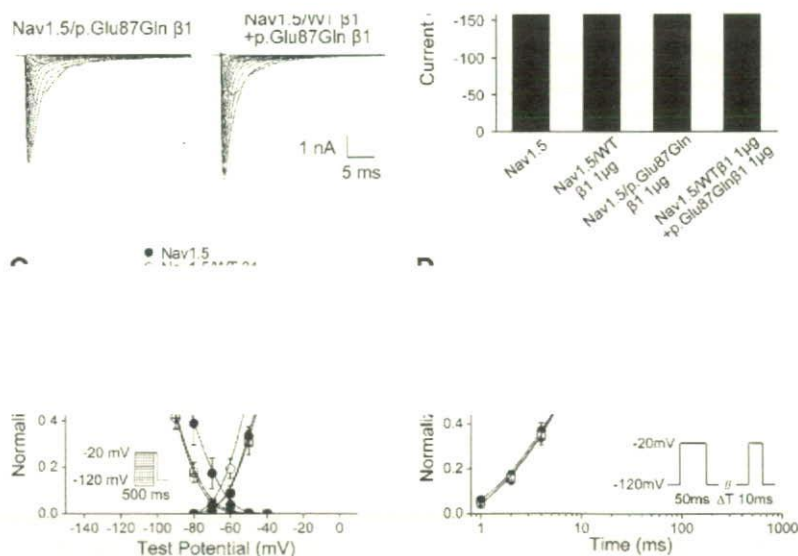 Nav1.5/p.Glu87Gln β1
Nav1.5/WT β1
+p.Glu87Gln β1
1 nA
5 ms
Current
-150
-100
-50
0
Nav1.5
Nav1.5/WT
β1 1µg
Nav1.5/p.Glu87Gln
β1 1µg
Nav1.5/WTβ1 1µg
+p.Glu87Glnβ1 1µg
Nav1.5
0.4
0.2
0.0
-20 mV
-120 mV
500 ms
-140 -120 -100 -80 -60 -40 -20 0
Test Potential (mV)
0.4
0.2
0.0
-20mV
-120mV
50ms ΔT 10ms
1 10 100 1000
Time (ms)